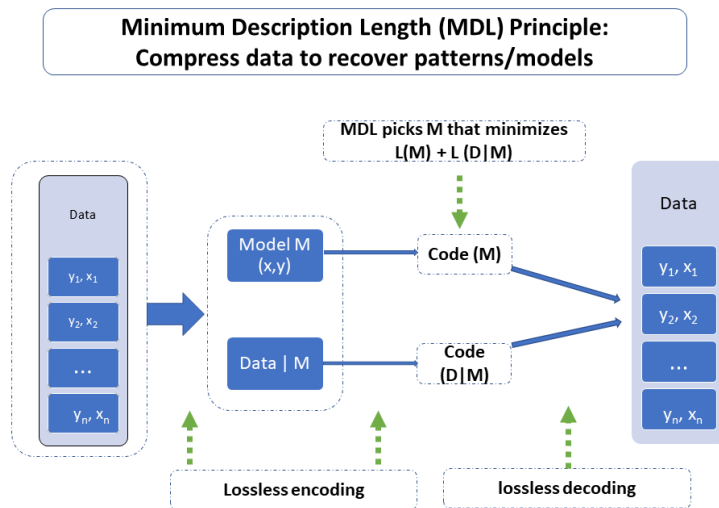 Minimum Description Length (MDL) Principle:
Compress data to recover patterns/models
MDL picks M that minimizes
L(M) + L (D|M)
Data
y₁, x₁
y₂, x₂
...
yₙ, xₙ
Model M
(x,y)
Data | M
Code (M)
Code
(D|M)
Data
y₁, x₁
y₂, x₂
...
yₙ, xₙ
Lossless encoding
lossless decoding